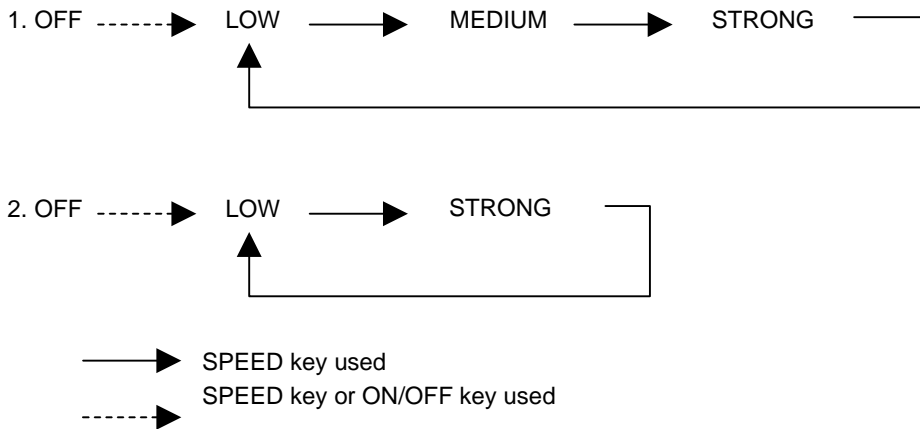 1. OFF LOW MEDIUM STRONG
2. OFF LOW STRONG
SPEED key used
SPEED key or ON/OFF key used